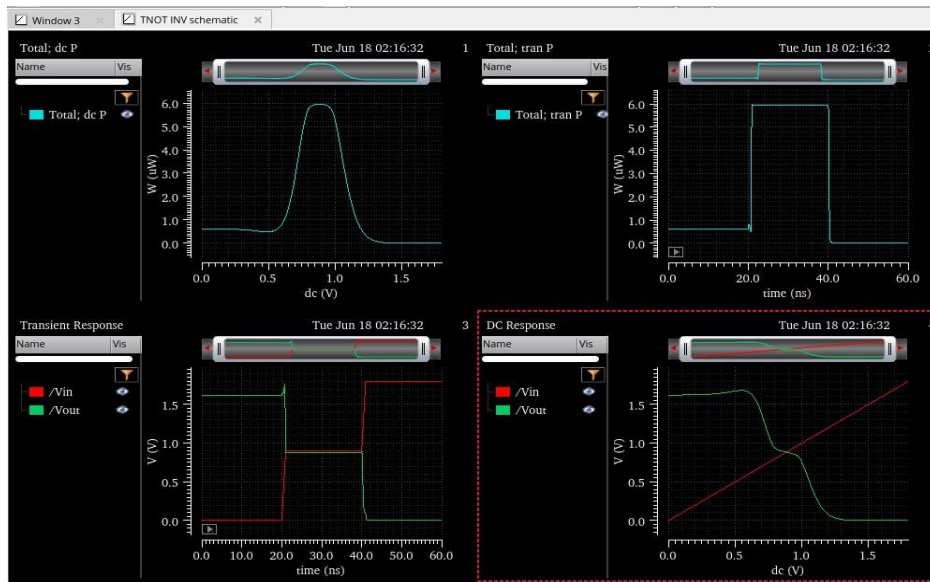 Window 3
TNOT INV schematic
Total; dc P
Tue Jun 18 02:16:32
1
Name
Vis
Total; dc P
W (uW)
6.0
5.0
4.0
3.0
2.0
1.0
0.0
0.0
0.5
1.0
1.5
dc (V)
Total; tran P
Tue Jun 18 02:16:32
Name
Vis
Total; tran P
W (uW)
6.0
5.0
4.0
3.0
2.0
1.0
0.0
0.0
20.0
40.0
60.0
time (ns)
Transient Response
Tue Jun 18 02:16:32
3
Name
Vis
/Vin
/Vout
V (V)
1.5
1.0
0.5
0.0
0.0
10.0
20.0
30.0
40.0
50.0
60.0
time (ns)
DC Response
Tue Jun 18 02:16:32
Name
Vis
/Vin
/Vout
V (V)
1.5
1.0
0.5
0.0
0.0
0.5
1.0
1.5
dc (V)